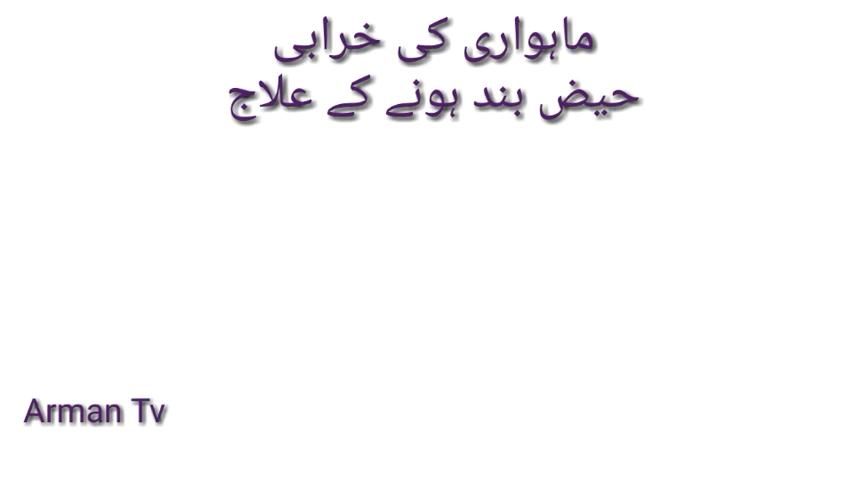 ماہواری کی خرابی
حیض بند ہونے کے علاج
Arman Tv